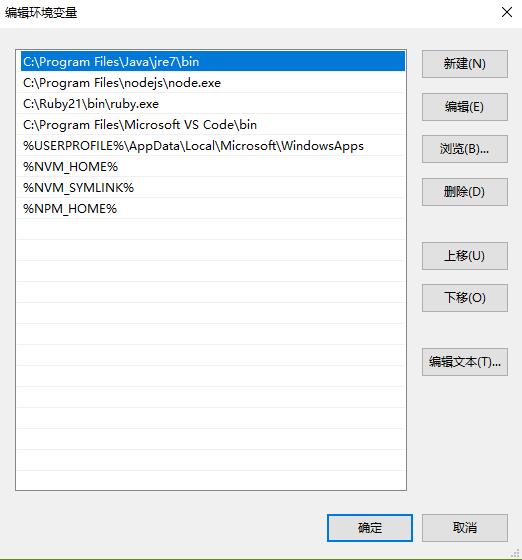 编辑环境变量
C:\Program Files\Java\jre7\bin
C:\Program Files\nodejs\node.exe
C:\Ruby21\bin\ruby.exe
C:\Program Files\Microsoft VS Code\bin
%USERPROFILE%\AppData\Local\Microsoft\WindowsApps
%NVM_HOME%
%NVM_SYMLINK%
%NPM_HOME%
新建(N)
编辑(E)
浏览(B)...
删除(D)
上移(U)
下移(O)
编辑文本(T)...
确定
取消